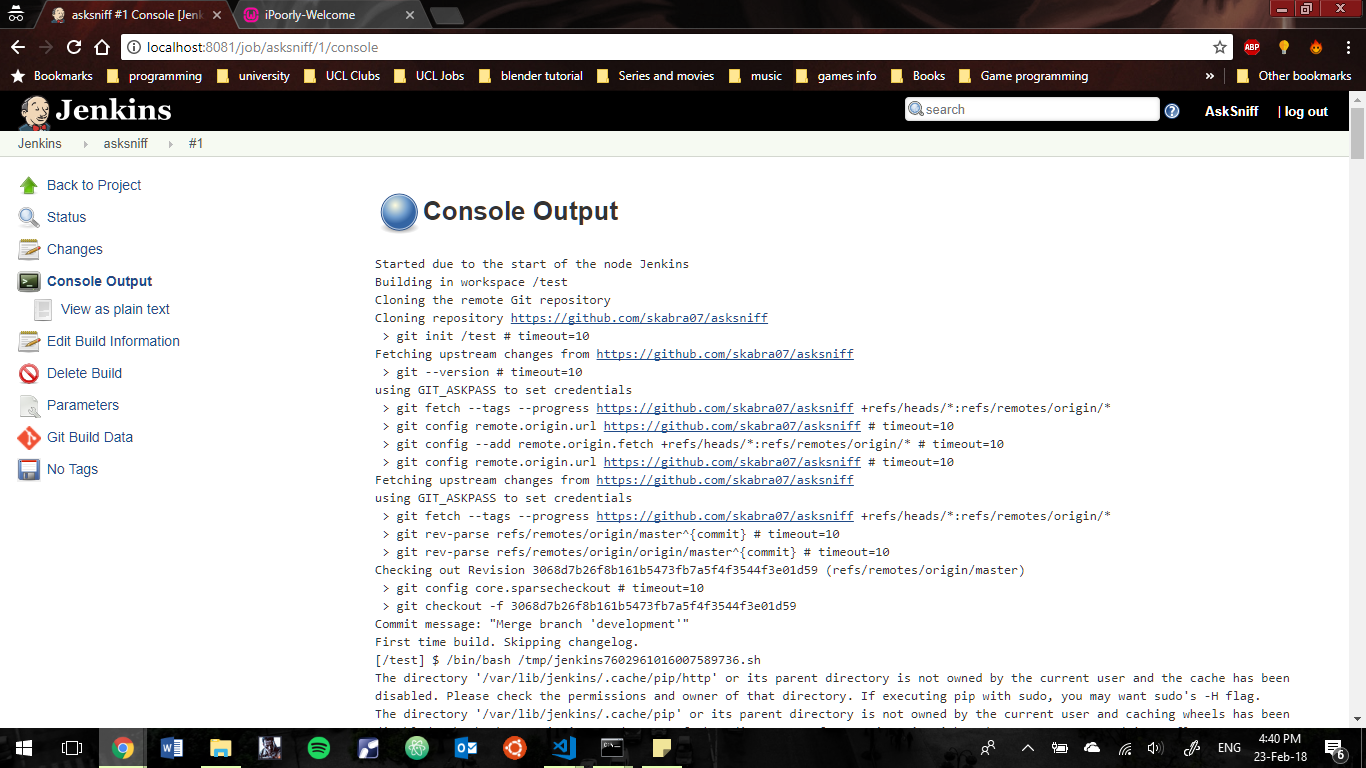 asksniff #1 Console [Jenk
iPoorly-Welcome
localhost:8081/job/asksniff/1/console
ABP
Bookmarks programming university UCL Clubs UCL Jobs blender tutorial Series and movies music games info Books Game programming » Other bookmarks
Jenkins
search
AskSniff
| log out
Jenkins asksniff #1
Back to Project
Status
Changes
Console Output
View as plain text
Edit Build Information
Delete Build
Parameters
Git Build Data
No Tags
Console Output
Started due to the start of the node Jenkins
Building in workspace /test
Cloning the remote Git repository
Cloning repository https://github.com/skabra07/asksniff
> git init /test # timeout=10
Fetching upstream changes from https://github.com/skabra07/asksniff
> git --version # timeout=10
using GIT_ASKPASS to set credentials
> git fetch --tags --progress https://github.com/skabra07/asksniff +refs/heads/*:refs/remotes/origin/*
> git config remote.origin.url https://github.com/skabra07/asksniff # timeout=10
> git config --add remote.origin.fetch +refs/heads/*:refs/remotes/origin/* # timeout=10
> git config remote.origin.url https://github.com/skabra07/asksniff # timeout=10
Fetching upstream changes from https://github.com/skabra07/asksniff
using GIT_ASKPASS to set credentials
> git fetch --tags --progress https://github.com/skabra07/asksniff +refs/heads/*:refs/remotes/origin/*
> git rev-parse refs/remotes/origin/master^{commit} # timeout=10
> git rev-parse refs/remotes/origin/origin/master^{commit} # timeout=10
Checking out Revision 3068d7b26f8b161b5473fb7a5f4f3544f3e01d59 (refs/remotes/origin/master)
> git config core.sparsecheckout # timeout=10
> git checkout -f 3068d7b26f8b161b5473fb7a5f4f3544f3e01d59
Commit message: "Merge branch 'development'"
First time build. Skipping changelog.
[/test] $ /bin/bash /tmp/jenkins7602961016007589736.sh
The directory '/var/lib/jenkins/.cache/pip/http' or its parent directory is not owned by the current user and the cache has been
disabled. Please check the permissions and owner of that directory. If executing pip with sudo, you may want sudo's -H flag.
The directory '/var/lib/jenkins/.cache/pip' or its parent directory is not owned by the current user and caching wheels has been
ENG
4:40 PM
23-Feb-18
6